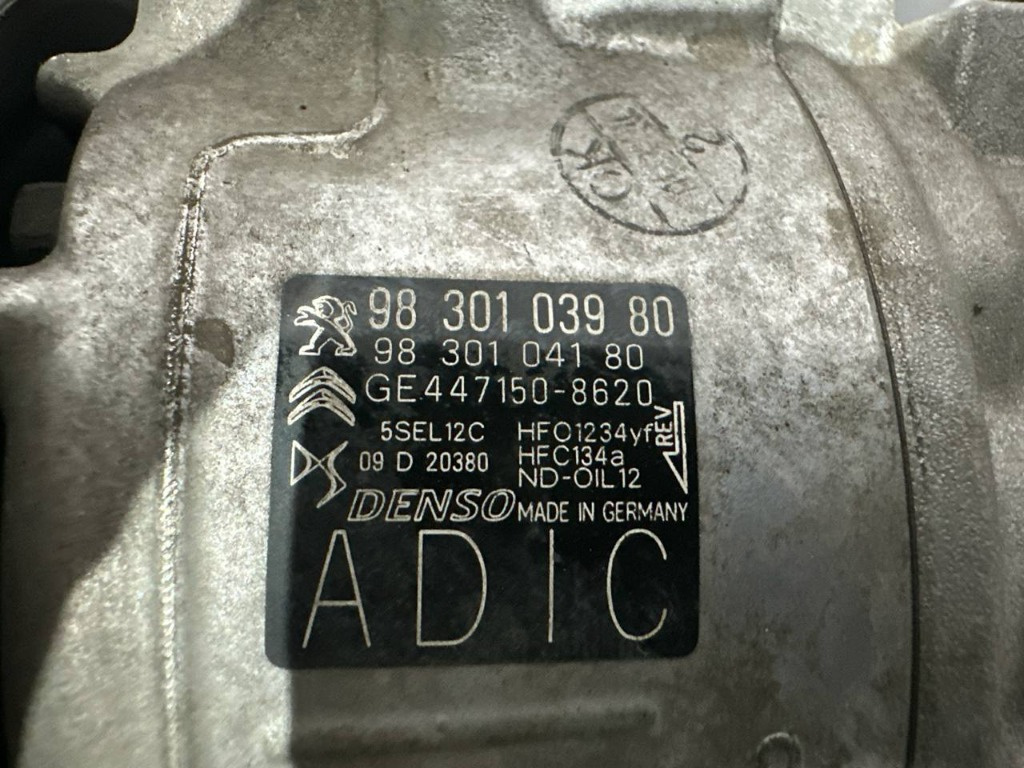 OK
98 301 039 80
98 301 041 80
GE447150-8620
5SEL12C HFO1234yf
REV
09 D 20380 HFC134a
ND-OIL12
DENSO MADE IN GERMANY
ADIC